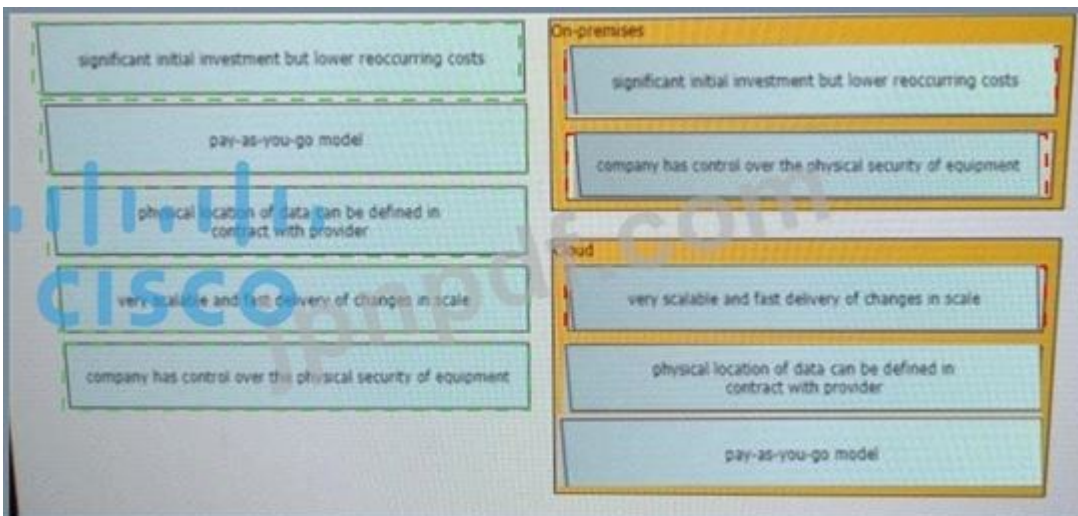 significant initial investment but lower reoccurring costs
pay-as-you-go model
physical location of data can be defined in
contract with provider
very scalable and fast delivery of changes in scale
company has control over the physical security of equipment
On-premises
significant initial investment but lower reoccurring costs
company has control over the physical security of equipment
Cloud
very scalable and fast delivery of changes in scale
physical location of data can be defined in
contract with provider
pay-as-you-go model
CISCO
jpnpdf.com